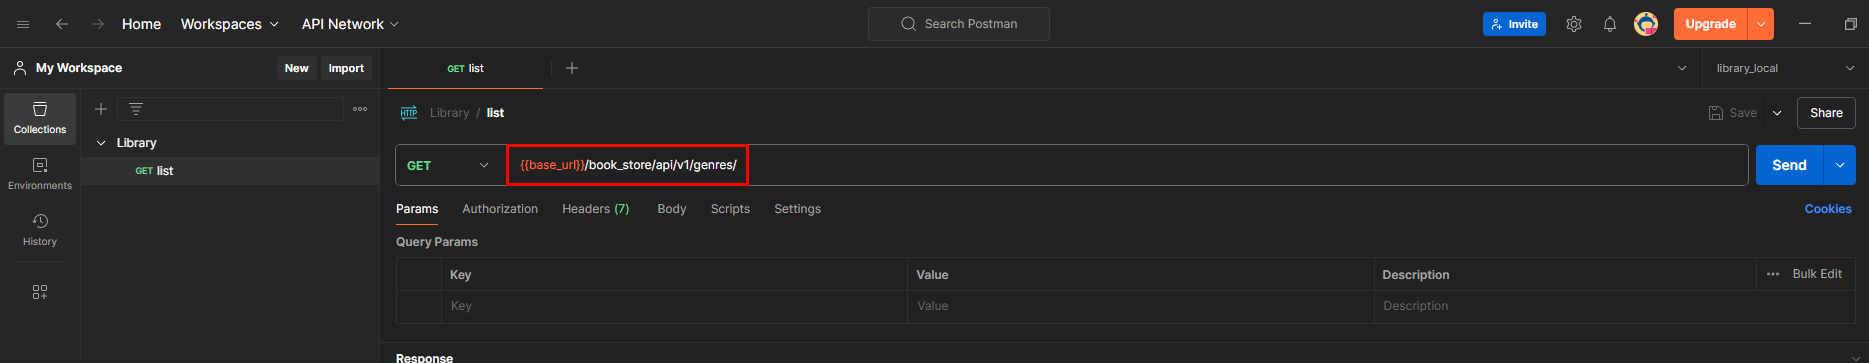 Home Workspaces API Network Search Postman Invite Upgrade
My Workspace New Import GET list library_local
Collections
Environments
History
Library
GET list
HTTP Library / list Save Share
GET {{base_url}}/book_store/api/v1/genres/ Send
Params Authorization Headers (7) Body Scripts Settings Cookies
Query Params
Key Value Description Bulk Edit
Key Value Description
Response